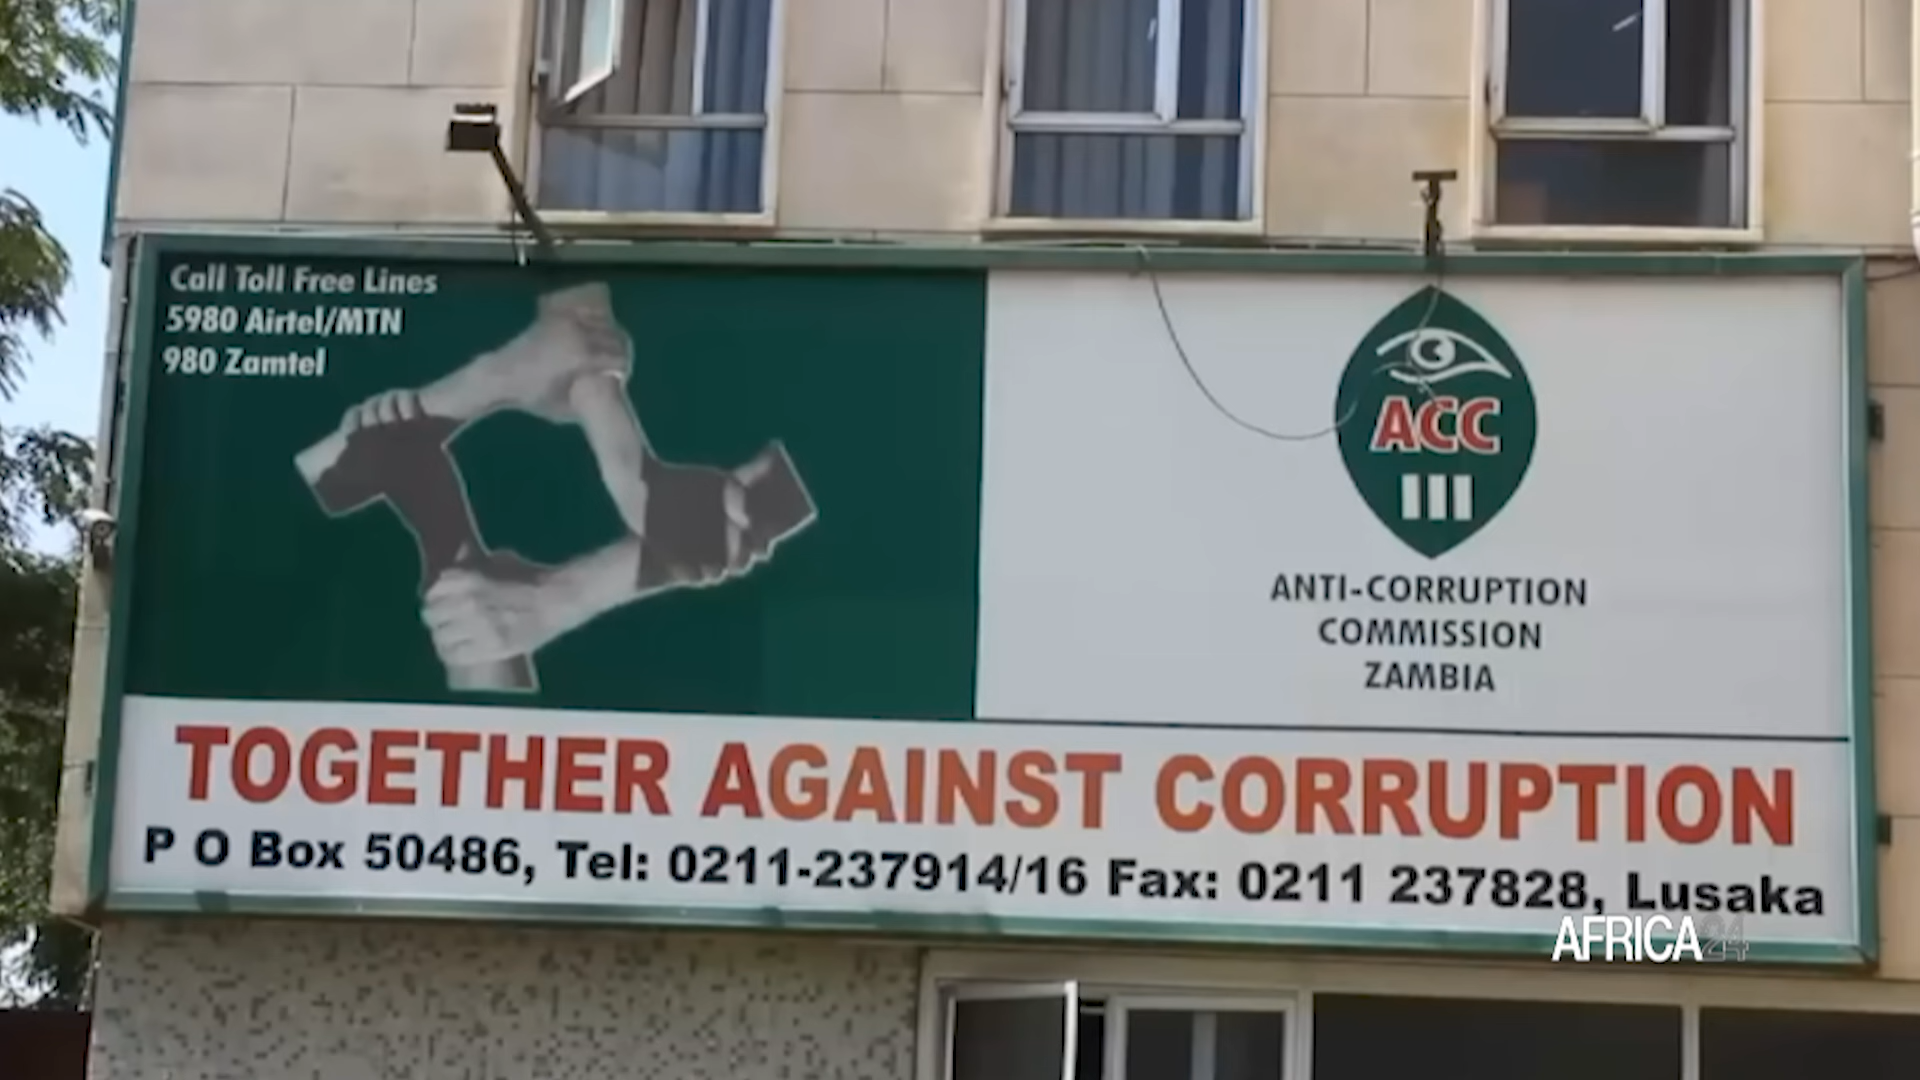 Call Toll Free Lines
5980 Airtel/MTN
980 Zamtel
ACC
ANTI-CORRUPTION
COMMISSION
ZAMBIA
TOGETHER AGAINST CORRUPTION
P O Box 50486, Tel: 0211-237914/16 Fax: 0211 237828, Lusaka
AFRICA24